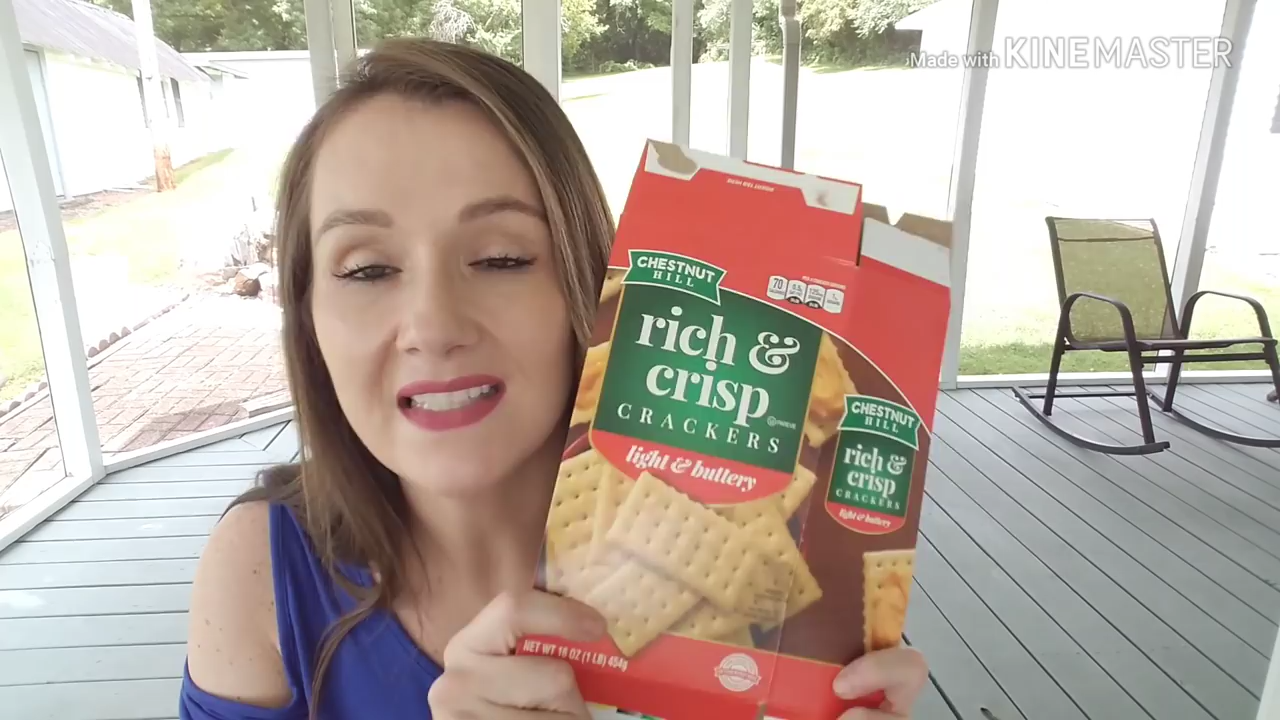 Made with KINEMASTER
CHESTNUT
HILL
70
rich &
crisp
CRACKERS
light & buttery
NET WT 16 OZ (1 LB) 454g
CHESTNUT
HILL
rich &
crisp
CRACKERS
light & buttery